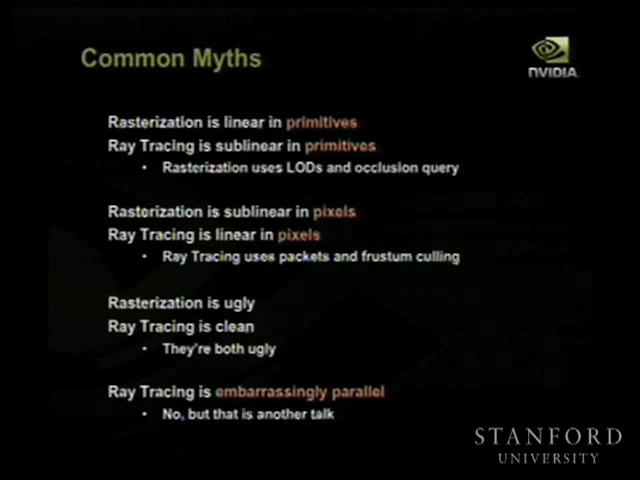 Common Myths
NVIDIA
Rasterization is linear in primitives
Ray Tracing is sublinear in primitives
• Rasterization uses LODs and occlusion query
Rasterization is sublinear in pixels
Ray Tracing is linear in pixels
• Ray Tracing uses packets and frustum culling
Rasterization is ugly
Ray Tracing is clean
• They're both ugly
Ray Tracing is embarrassingly parallel
• No, but that is another talk
STANFORD
UNIVERSITY